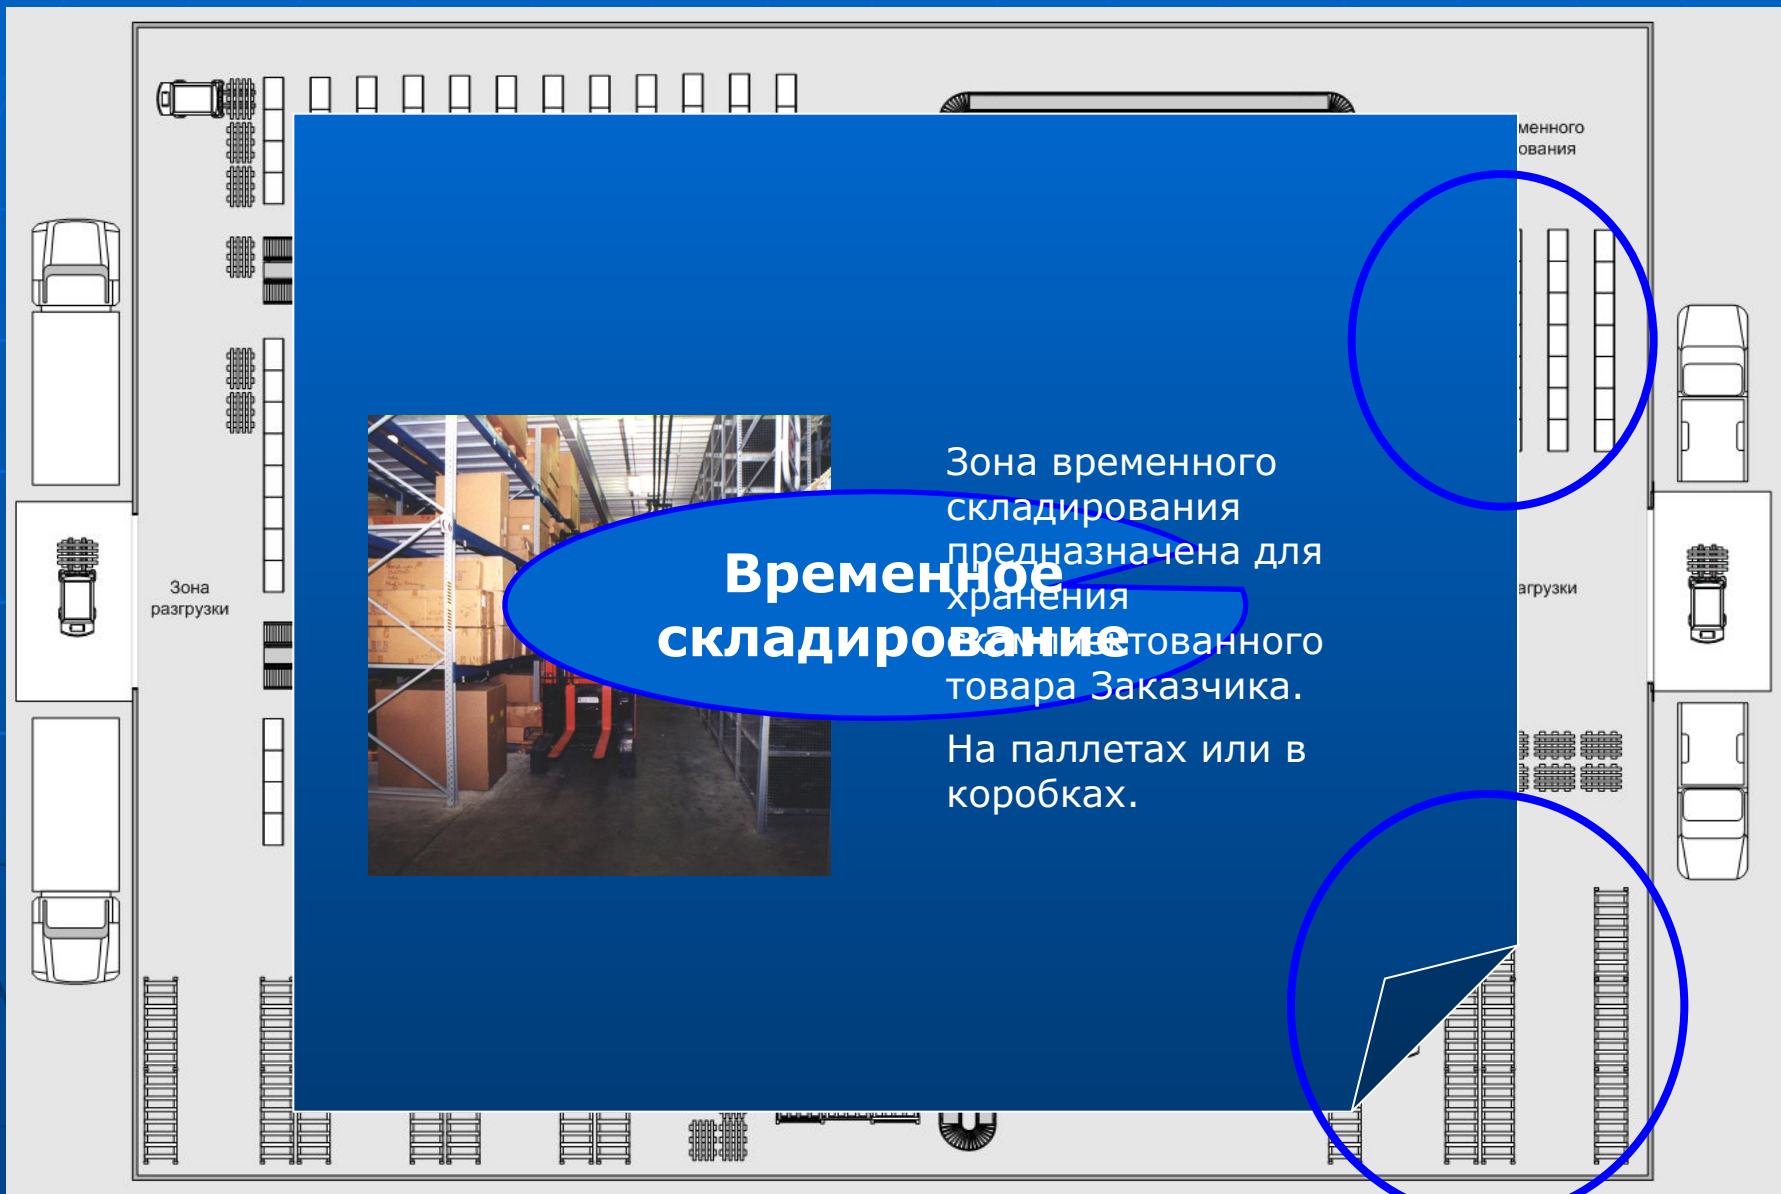 менного
ования
Зона
разгрузки
Временное
складирование
Зона временного
складирования
предназначена для
хранения
товара Заказчика.
На паллетах или в
коробках.
агрузки